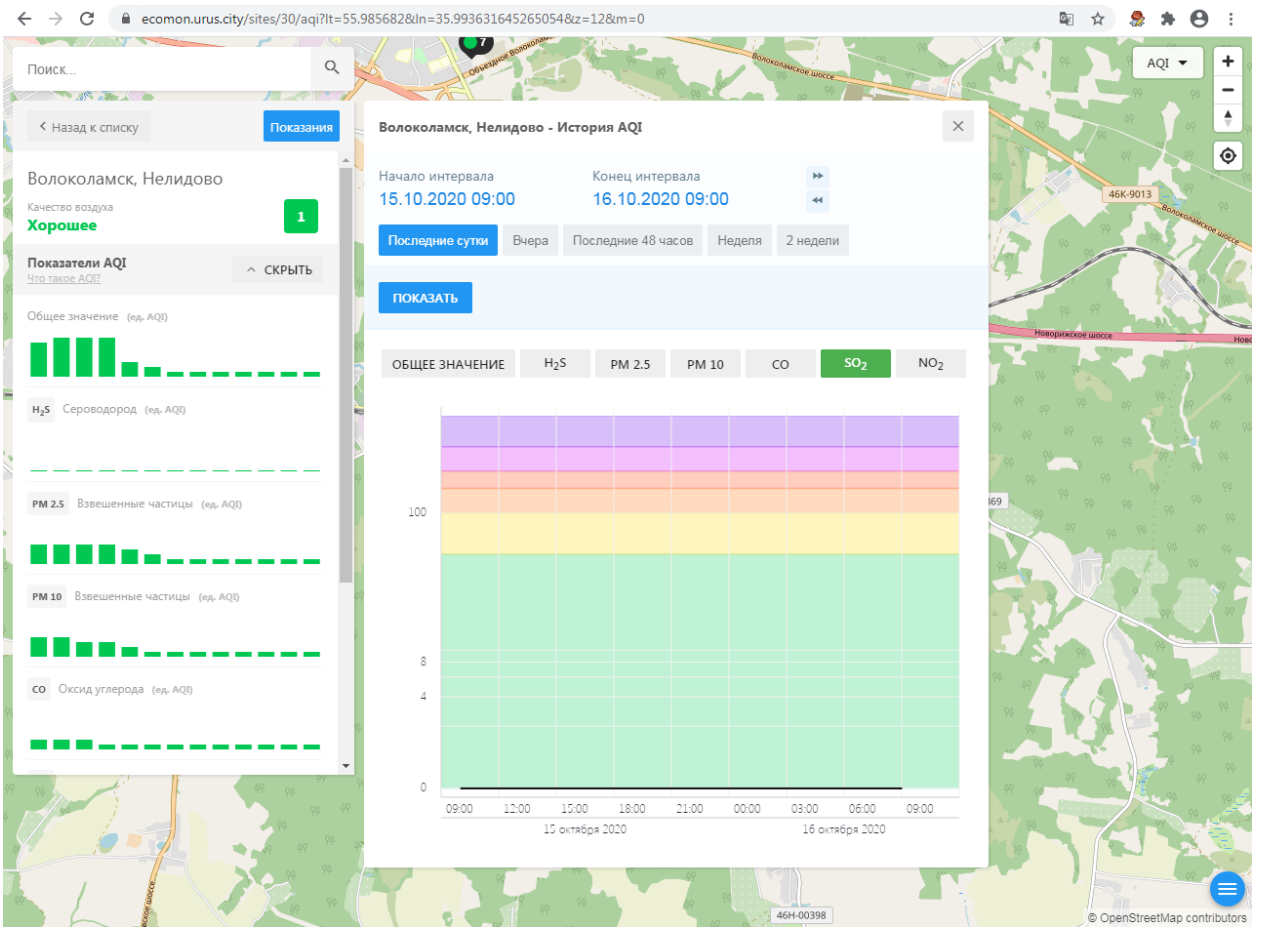 ecomon.urus.city/sites/30/aqi?lt=55.985682&ln=35.993631645265054&z=12&m=0
7
Объездное Волоколам
Волоколамское шоссе
Поиск...
AQI
Назад к списку
Показания
Волоколамск, Нелидово
Качество воздуха
Хорошее
1
Показатели AQI
Что такое AQI?
СКРЫТЬ
Общее значение (ед. AQI)
H₂S Сероводород (ед. AQI)
PM 2.5 Взвешенные частицы (ед. AQI)
PM 10 Взвешенные частицы (ед. AQI)
CO Оксид углерода (ед. AQI)
Волоколамск, Нелидово - История AQI
Начало интервала
Конец интервала
15.10.2020 09:00
16.10.2020 09:00
Последние сутки
Вчера
Последние 48 часов
Неделя
2 недели
ПОКАЗАТЬ
ОБЩЕЕ ЗНАЧЕНИЕ
H₂S
PM 2.5
PM 10
CO
SO₂
NO₂
100
8
4
0
09:00 12:00 15:00 18:00 21:00 00:00 03:00 06:00 09:00
15 октября 2020 16 октября 2020
46К-9013
Волоколамское шоссе
Новорижское шоссе
Ново
369
46Н-00398
© OpenStreetMap contributors